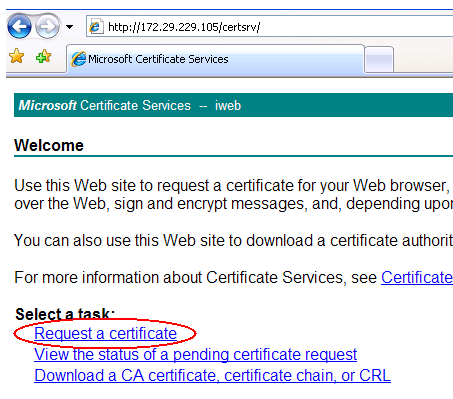 http://172.29.229.105/certsrv/
Microsoft Certificate Services
Microsoft Certificate Services -- iweb
Welcome
Use this Web site to request a certificate for your Web browser,
over the Web, sign and encrypt messages, and, depending upon
You can also use this Web site to download a certificate authorit
For more information about Certificate Services, see Certificate
Select a task:
Request a certificate
View the status of a pending certificate request
Download a CA certificate, certificate chain, or CRL